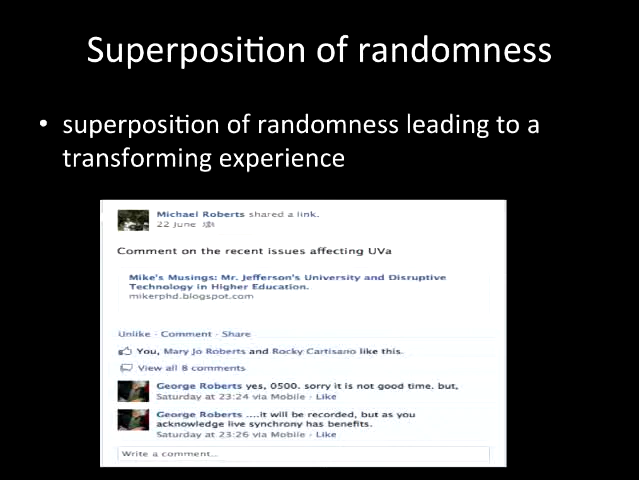 Superposition of randomness
• superposition of randomness leading to a
transforming experience
Michael Roberts shared a link.
22 June
Comment on the recent issues affecting UVa
Mike's Musings: Mr. Jefferson's University and Disruptive
Technology in Higher Education.
mikerphd.blogspot.com
Unlike · Comment · Share
You, Mary Jo Roberts and Rocky Cartisano like this.
View all 8 comments
George Roberts yes, 0500. sorry it is not good time. but,
Saturday at 23:24 via Mobile · Like
George Roberts ....it will be recorded, but as you
acknowledge live synchrony has benefits.
Saturday at 23:26 via Mobile · Like
Write a comment...